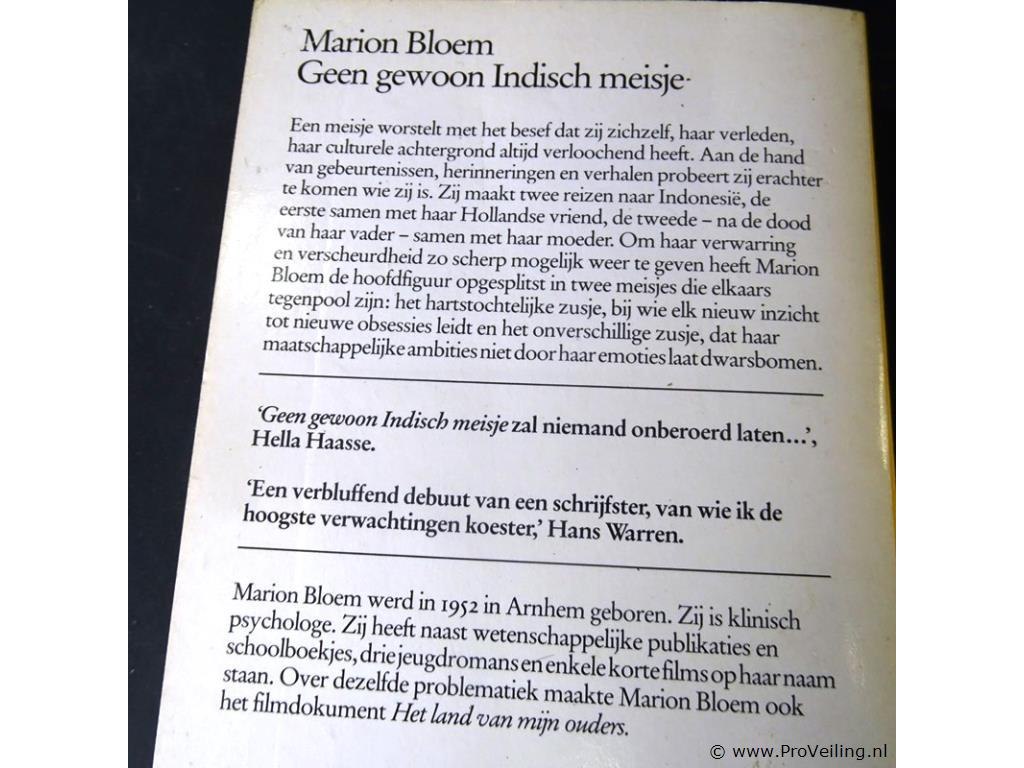 Marion Bloem
Geen gewoon Indisch meisje
Een meisje worstelt met het besef dat zij zichzelf, haar verleden,
haar culturele achtergrond altijd verloochend heeft. Aan de hand
van gebeurtenissen, herinneringen en verhalen probeert zij erachter
te komen wie zij is. Zij maakt twee reizen naar Indonesië, de
eerste samen met haar Hollandse vriend, de tweede – na de dood
van haar vader – samen met haar moeder. Om haar verwarring
en verscheurdheid zo scherp mogelijk weer te geven heeft Marion
Bloem de hoofdfiguur opgesplitst in twee meisjes die elkaars
tegenpool zijn: het hartstochtelijke zusje, bij wie elk nieuw inzicht
tot nieuwe obsessies leidt en het onverschillige zusje, dat haar
maatschappelijke ambities niet door haar emoties laat dwarsbomen.
‘Geen gewoon Indisch meisje zal niemand onberoerd laten...’,
Hella Haasse.
‘Een verbluffend debuut van een schrijfster, van wie ik de
hoogste verwachtingen koester,’ Hans Warren.
Marion Bloem werd in 1952 in Arnhem geboren. Zij is klinisch
psychologe. Zij heeft naast wetenschappelijke publikaties en
schoolboekjes, drie jeugdromans en enkele korte films op haar naam
staan. Over dezelfde problematiek maakte Marion Bloem ook
het filmdokument Het land van mijn ouders.
© www.ProVeiling.nl